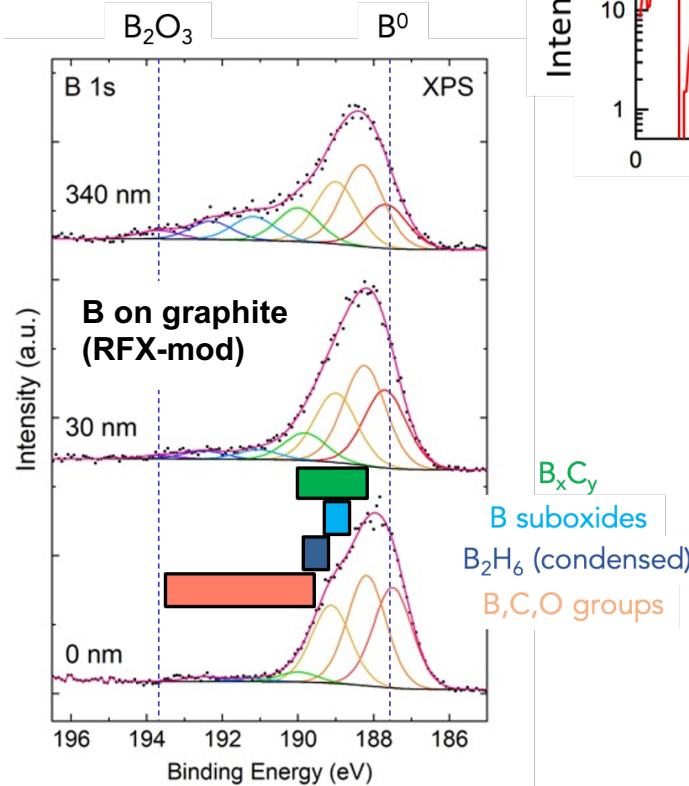 B₂O₃
B⁰
Inten
10
1
0
B 1s
XPS
340 nm
B on graphite
(RFX-mod)
30 nm
0 nm
Intensity (a.u.)
BₓCᵧ
B suboxides
B₂H₆ (condensed)
B,C,O groups
196 194 192 190 188 186
Binding Energy (eV)